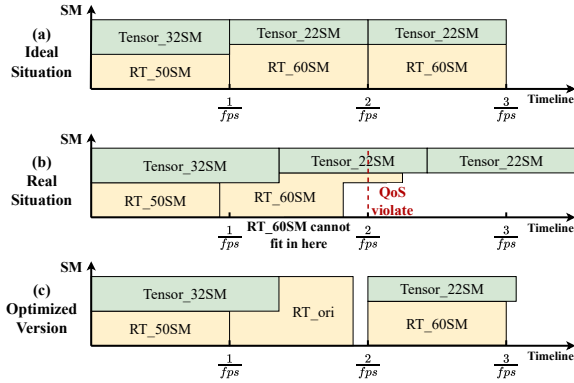 SM
(a)
Ideal
Situation
Tensor_32SM
Tensor_22SM
Tensor_22SM
RT_50SM
RT_60SM
RT_60SM
1/fps
2/fps
3/fps
Timeline
SM
(b)
Real
Situation
Tensor_32SM
Tensor_22SM
Tensor_22SM
RT_50SM
RT_60SM
QoS
violate
RT_60SM cannot
fit in here
1/fps
2/fps
3/fps
Timeline
SM
(c)
Optimized
Version
Tensor_32SM
RT_ori
Tensor_22SM
RT_50SM
RT_60SM
1/fps
2/fps
3/fps
Timeline